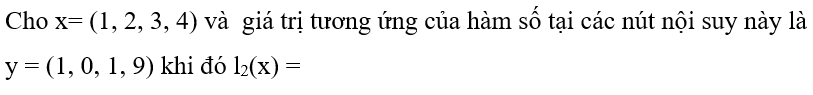 Cho x= (1, 2, 3, 4) và giá trị tương ứng của hàm số tại các nút nội suy này là
y = (1, 0, 1, 9) khi đó l₂(x) =